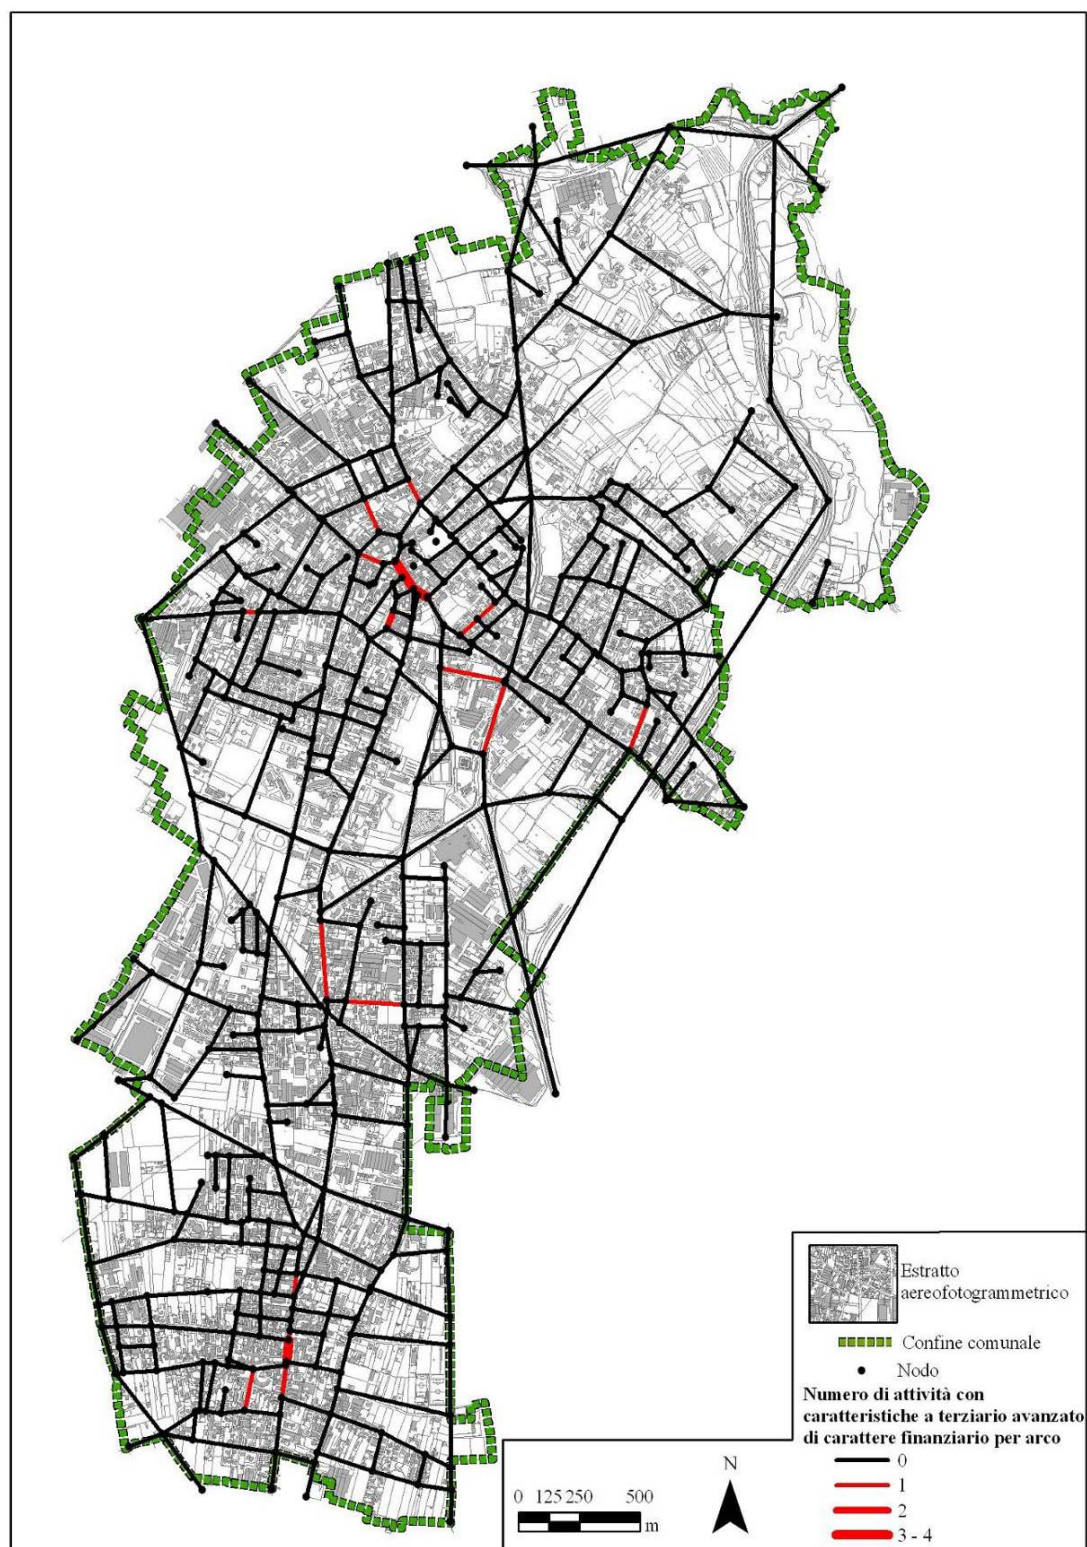 Estratto
aereofotogrammetrico
Confine comunale
Nodo
Numero di attività con
caratteristiche a terziario avanzato
di carattere finanziario per arco
0
1
2
3 - 4
N
0 125 250 500
m